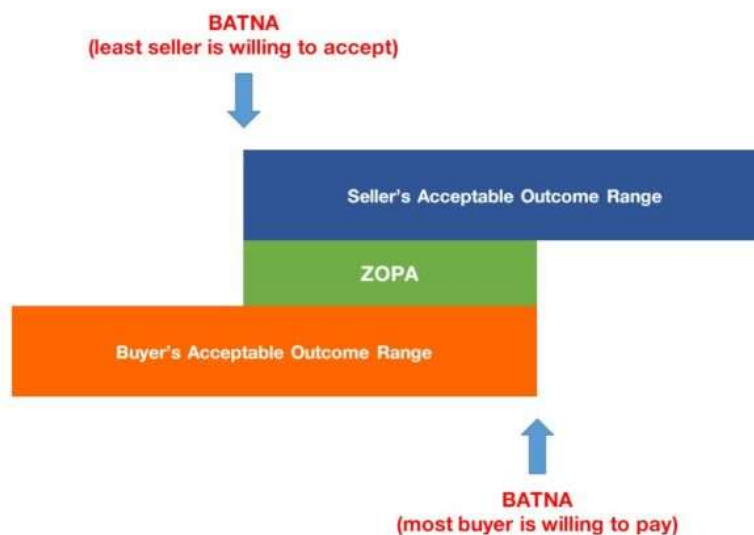 BATNA
(least seller is willing to accept)
Seller’s Acceptable Outcome Range
ZOPA
Buyer’s Acceptable Outcome Range
BATNA
(most buyer is willing to pay)